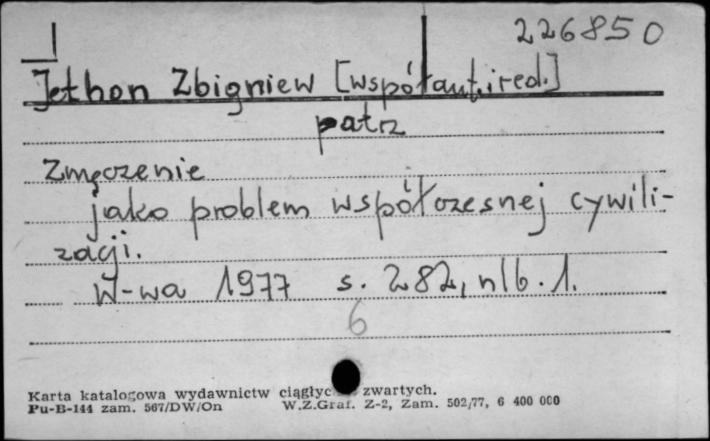 226850
Jethon Zbigniew [współaut. i red.]
patrz
Zmęczenie
jako problem współczesnej cywili-
zacji.
W-wa 1977 s. 282, nlb. 1.
6
Karta katalogowa wydawnictw ciągłyc zwartych.
Pu-B-144 zam. 567/DW/On W.Z.Graf. Z-2, Zam. 502/77, 6 400 000